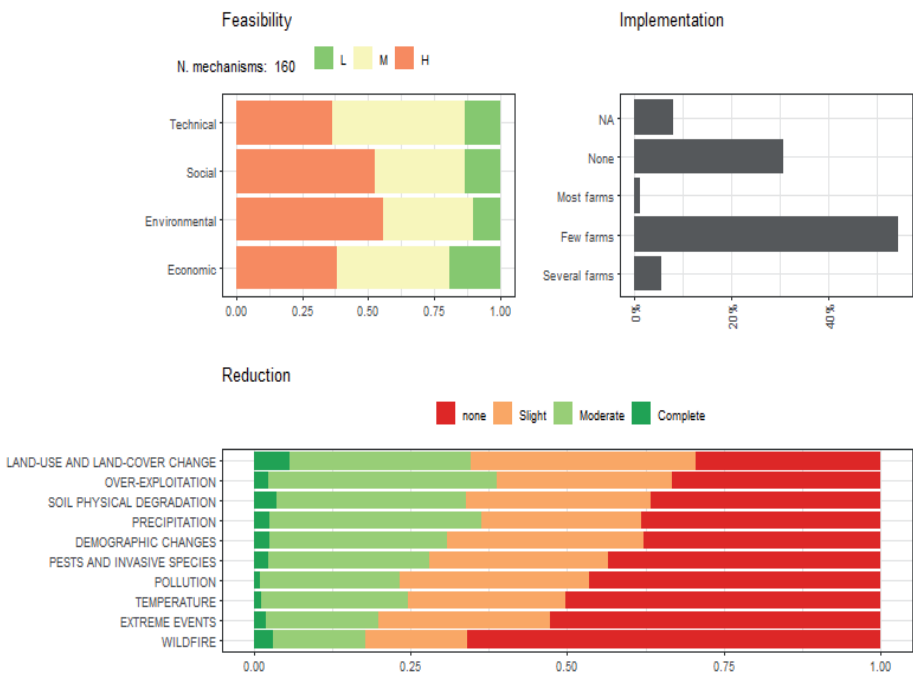 Feasibility
N. mechanisms: 160 L M H
Technical
Social
Environmental
Economic
0.00 0.25 0.50 0.75 1.00
Implementation
NA
None
Most farms
Few farms
Several farms
0% 20% 40%
Reduction
none Slight Moderate Complete
LAND-USE AND LAND-COVER CHANGE
OVER-EXPLOITATION
SOIL PHYSICAL DEGRADATION
PRECIPITATION
DEMOGRAPHIC CHANGES
PESTS AND INVASIVE SPECIES
POLLUTION
TEMPERATURE
EXTREME EVENTS
WILDFIRE
0.00 0.25 0.50 0.75 1.00